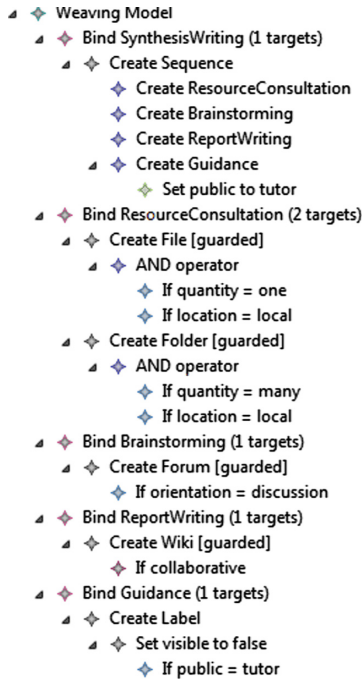 Weaving Model
Bind SynthesisWriting (1 targets)
Create Sequence
Create ResourceConsultation
Create Brainstorming
Create ReportWriting
Create Guidance
Set public to tutor
Bind ResourceConsultation (2 targets)
Create File [guarded]
AND operator
If quantity = one
If location = local
Create Folder [guarded]
AND operator
If quantity = many
If location = local
Bind Brainstorming (1 targets)
Create Forum [guarded]
If orientation = discussion
Bind ReportWriting (1 targets)
Create Wiki [guarded]
If collaborative
Bind Guidance (1 targets)
Create Label
Set visible to false
If public = tutor